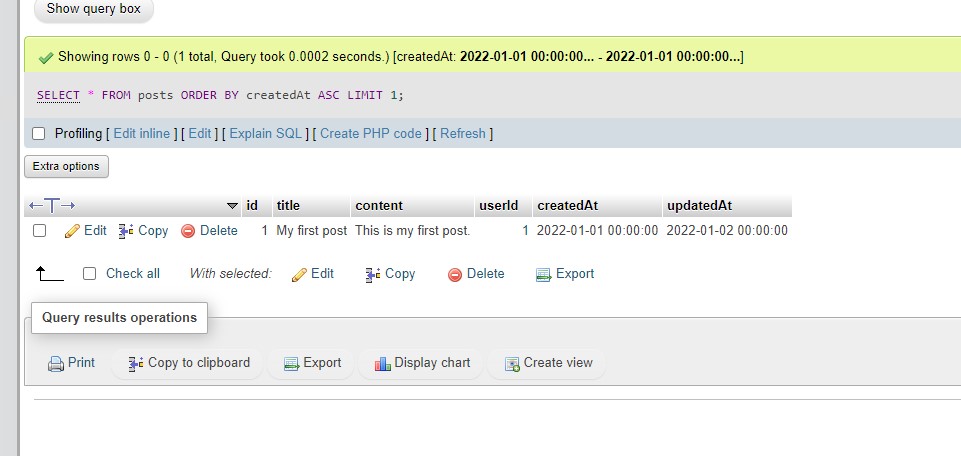 Show query box
Showing rows 0 - 0 (1 total, Query took 0.0002 seconds.) [createdAt: 2022-01-01 00:00:00... - 2022-01-01 00:00:00...]
SELECT * FROM posts ORDER BY createdAt ASC LIMIT 1;
Profiling [ Edit inline ] [ Edit ] [ Explain SQL ] [ Create PHP code ] [ Refresh ]
Extra options
id title content userId createdAt updatedAt
Edit Copy Delete 1 My first post This is my first post. 1 2022-01-01 00:00:00 2022-01-02 00:00:00
Check all With selected: Edit Copy Delete Export
Query results operations
Print Copy to clipboard Export Display chart Create view